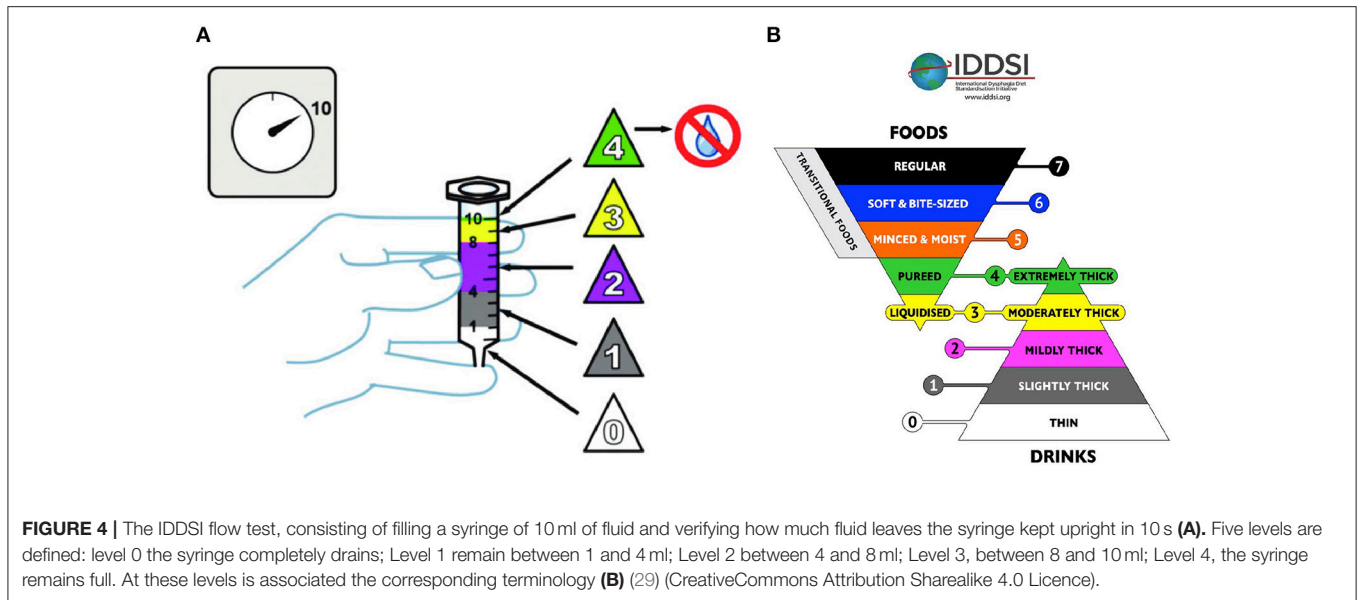 A
10
10
8
4
1
4
3
2
1
0
B
IDDSI
International Dysphagia Diet
Standardisation Initiative
www.iddsi.org
FOODS
TRANSITIONAL FOODS
REGULAR
7
SOFT & BITE-SIZED
6
MINCED & MOIST
5
PUREED
4
EXTREMELY THICK
LIQUIDISED
3
MODERATELY THICK
2
MILDLY THICK
1
SLIGHTLY THICK
0
THIN
DRINKS
FIGURE 4 | The IDDSI flow test, consisting of filling a syringe of 10 ml of fluid and verifying how much fluid leaves the syringe kept upright in 10 s (A). Five levels are
defined: level 0 the syringe completely drains; Level 1 remain between 1 and 4 ml; Level 2 between 4 and 8 ml; Level 3, between 8 and 10 ml; Level 4, the syringe
remains full. At these levels is associated the corresponding terminology (B) (29) (CreativeCommons Attribution Sharealike 4.0 Licence).